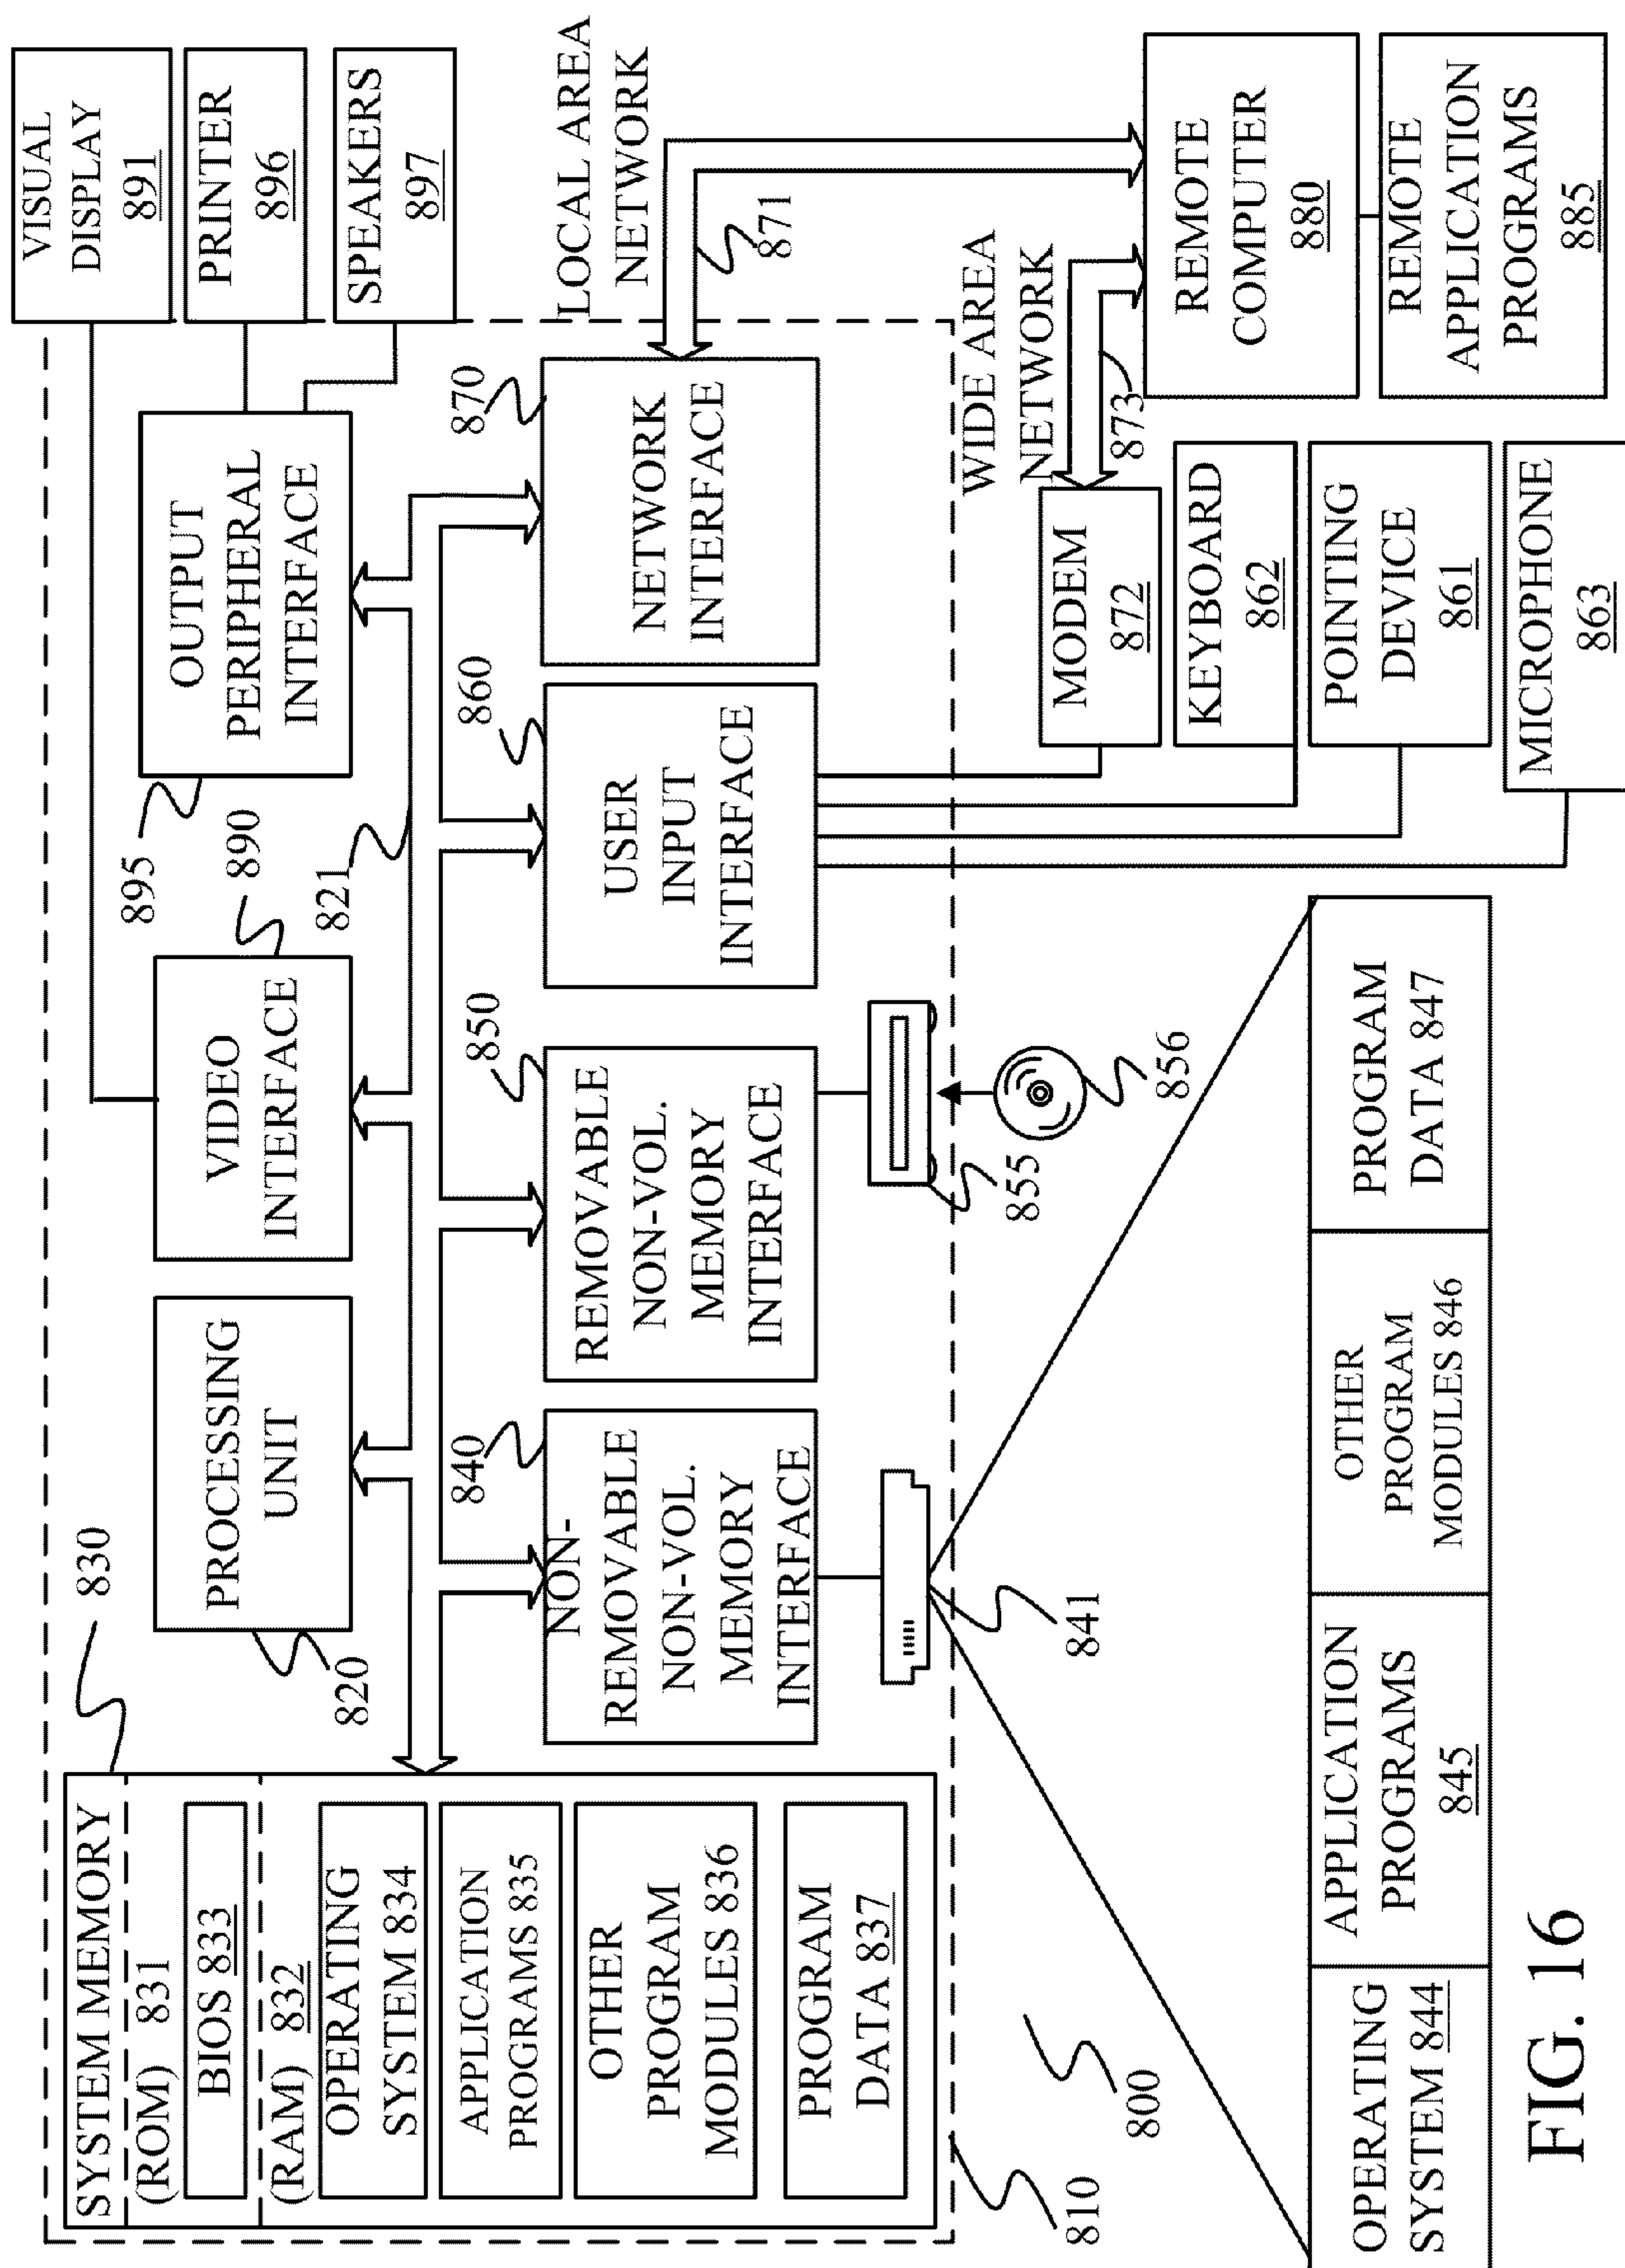 SYSTEM MEMORY
(ROM) 831
BIOS 833
(RAM) 832
OPERATING
SYSTEM 834
APPLICATION
PROGRAMS 835
OTHER
PROGRAM
MODULES 836
PROGRAM
DATA 837
830
820
PROCESSING
UNIT
VIDEO
INTERFACE
890
895
821
OUTPUT
PERIPHERAL
INTERFACE
VISUAL
DISPLAY
891
PRINTER
896
SPEAKERS
897
840
NON-
REMOVABLE
NON-VOL.
MEMORY
INTERFACE
850
REMOVABLE
NON-VOL.
MEMORY
INTERFACE
860
USER
INPUT
INTERFACE
870
NETWORK
INTERFACE
LOCAL AREA
NETWORK
871
841
855
856
WIDE AREA
NETWORK
873
MODEM
872
KEYBOARD
862
POINTING
DEVICE
861
MICROPHONE
863
REMOTE
COMPUTER
880
REMOTE
APPLICATION
PROGRAMS
885
810
800
OPERATING
SYSTEM 844
APPLICATION
PROGRAMS
845
OTHER
PROGRAM
MODULES 846
PROGRAM
DATA 847
FIG. 16